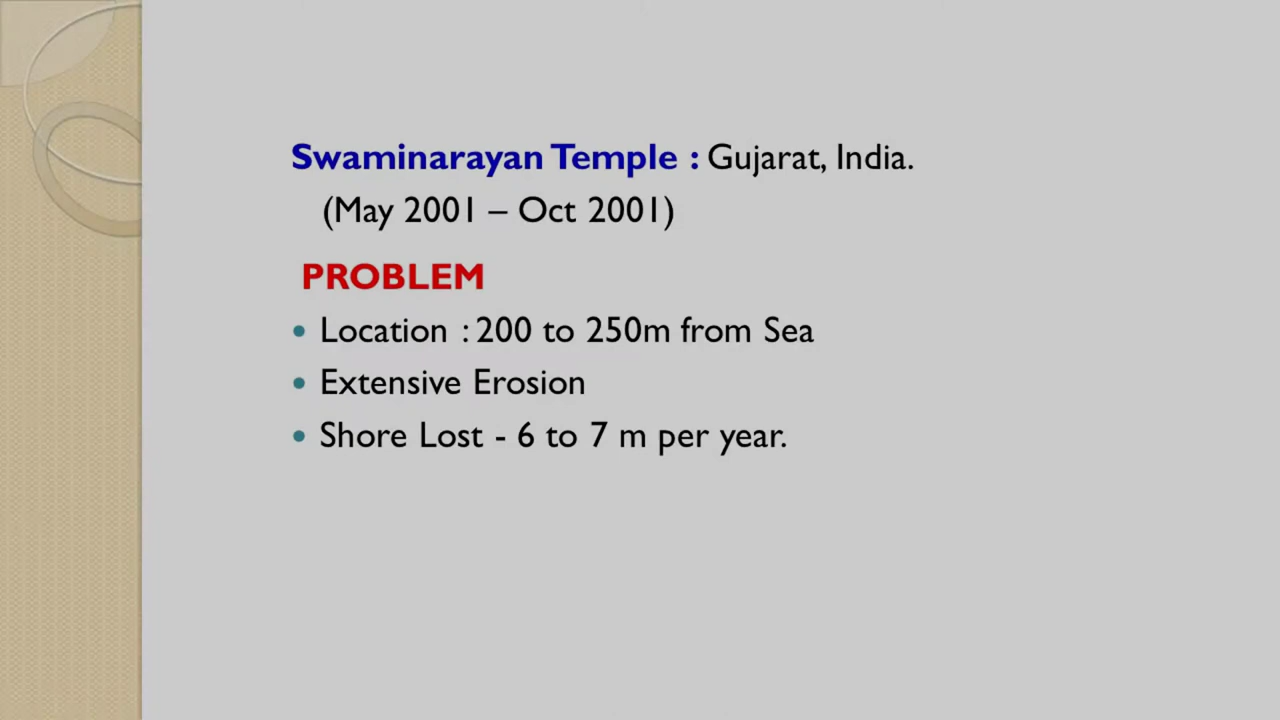 Swaminarayan Temple : Gujarat, India.
(May 2001 – Oct 2001)
PROBLEM
• Location : 200 to 250m from Sea
• Extensive Erosion
• Shore Lost - 6 to 7 m per year.